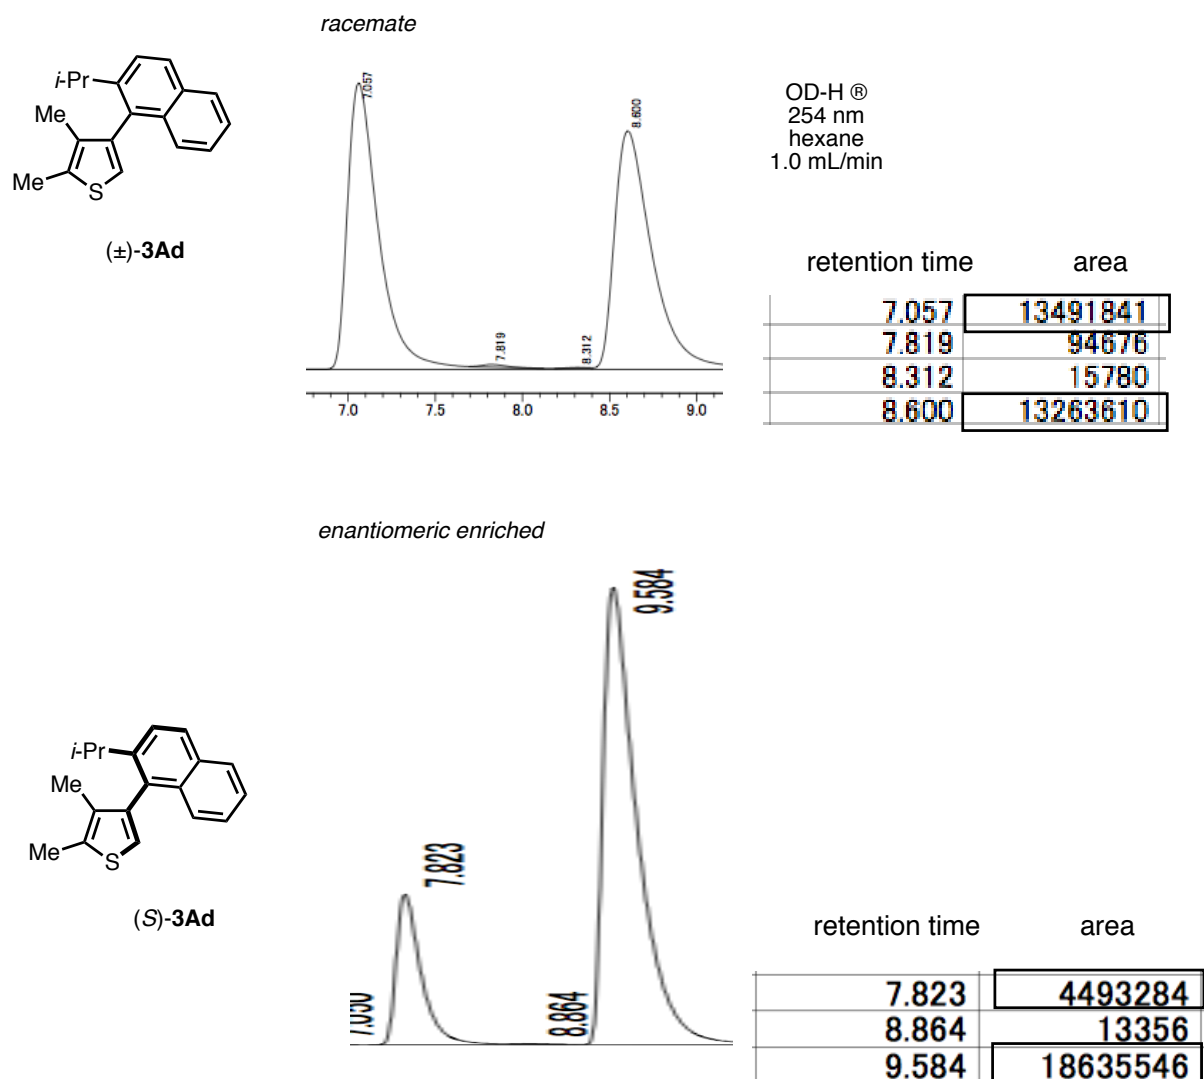 racemate
i-Pr
Me
Me
S
(±)-3Ad
7.057
7.819
8.312
8.600
7.0 7.5 8.0 8.5 9.0
OD-H ®
254 nm
hexane
1.0 mL/min
retention time area
7.057 13491841
7.819 94676
8.312 15780
8.600 13263610
enantiomeric enriched
i-Pr
Me
Me
S
(S)-3Ad
7.823
8.864
9.584
retention time area
7.823 4493284
8.864 13356
9.584 18635546